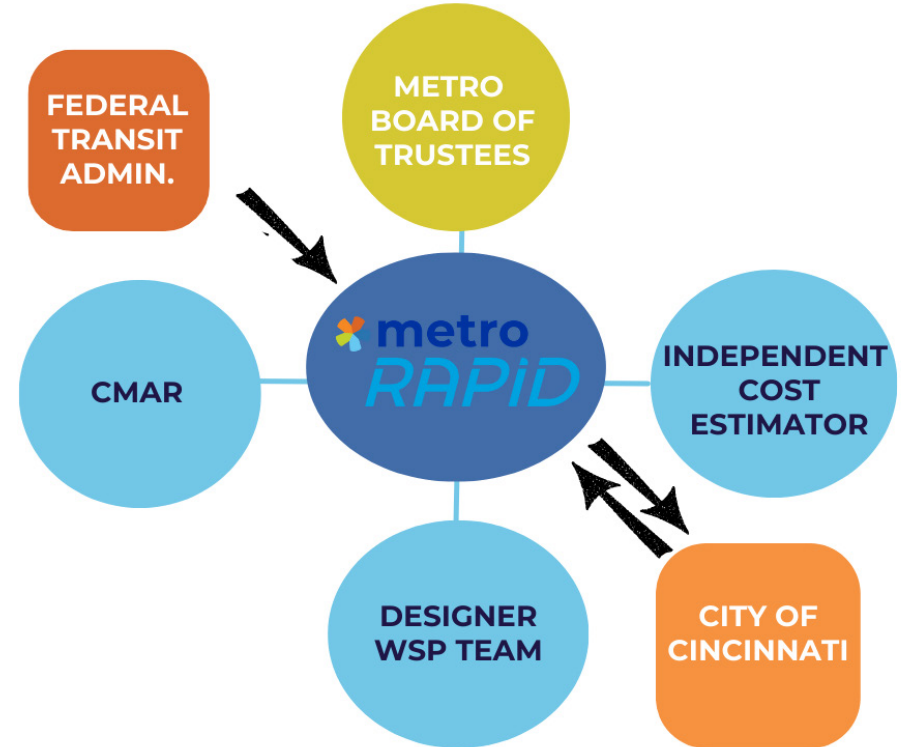 FEDERAL
TRANSIT
ADMIN.
METRO
BOARD OF
TRUSTEES
metro
RAPID
CMAR
INDEPENDENT
COST
ESTIMATOR
DESIGNER
WSP TEAM
CITY OF
CINCINNATI